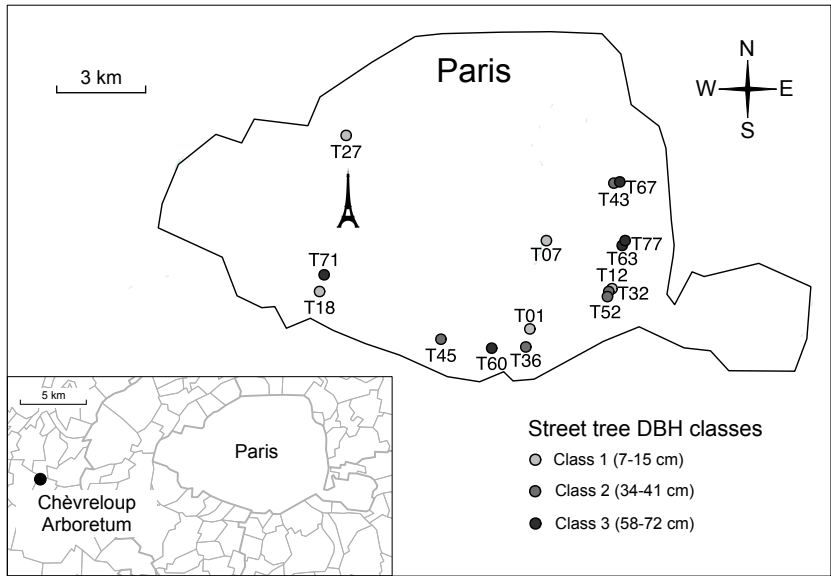 3 km
Paris
N
W E
S
T27
T43 T67
T07
T77
T63
T71
T12
T32
T18
T52
T01
T45
T60
T36
5 km
Paris
Chèvreloup
Arboretum
Street tree DBH classes
Class 1 (7-15 cm)
Class 2 (34-41 cm)
Class 3 (58-72 cm)